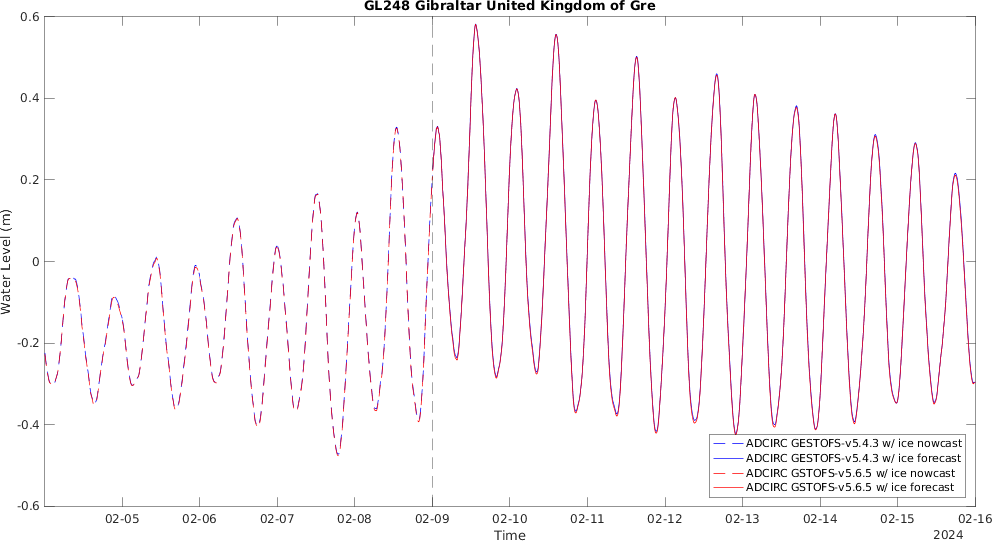 GL248 Gibraltar United Kingdom of Gre
0.6
0.4
0.2
0
-0.2
-0.4
-0.6
Water Level (m)
ADCIRC GESTOFS-v5.4.3 w/ ice nowcast
ADCIRC GESTOFS-v5.4.3 w/ ice forecast
ADCIRC GSTOFS-v5.6.5 w/ ice nowcast
ADCIRC GSTOFS-v5.6.5 w/ ice forecast
02-05 02-06 02-07 02-08 02-09 02-10 02-11 02-12 02-13 02-14 02-15 02-16
Time
2024